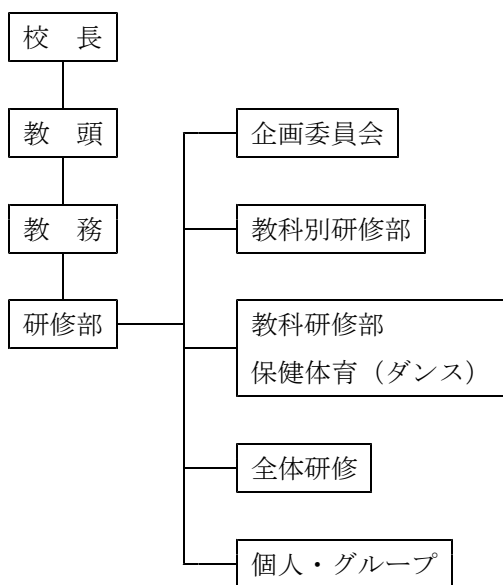 校　長
教　頭
教　務
研修部
企画委員会
教科別研修部
教科研修部
保健体育（ダンス）
全体研修
個人・グループ